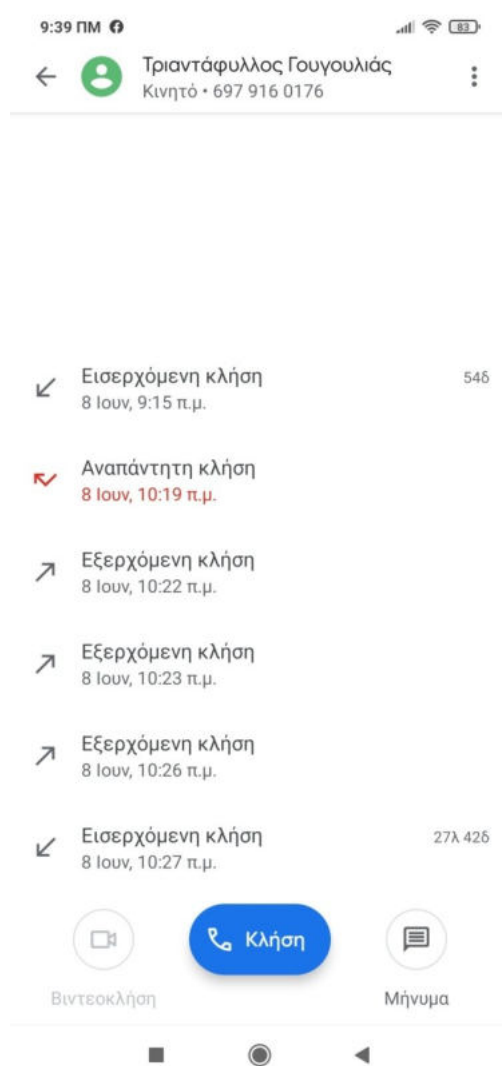 9:39 ΠΜ
83
Τριαντάφυλλος Γουγουλιάς
Κινητό • 697 916 0176
Εισερχόμενη κλήση
54δ
8 Ιουν, 9:15 π.μ.
Αναπάντητη κλήση
8 Ιουν, 10:19 π.μ.
Εξερχόμενη κλήση
8 Ιουν, 10:22 π.μ.
Εξερχόμενη κλήση
8 Ιουν, 10:23 π.μ.
Εξερχόμενη κλήση
8 Ιουν, 10:26 π.μ.
Εισερχόμενη κλήση
27λ 42δ
8 Ιουν, 10:27 π.μ.
Κλήση
Βιντεοκλήση
Μήνυμα